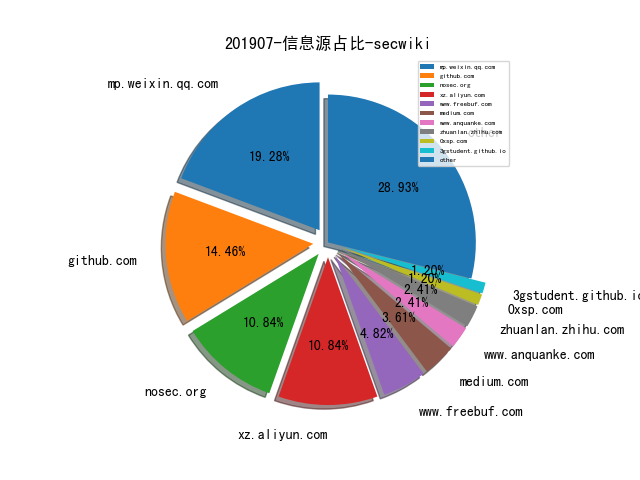 201907-信息源占比-secwiki
mp.weixin.qq.com
github.com
nosec.org
xz.aliyun.com
www.freebuf.com
medium.com
www.anquanke.com
zhuanlan.zhihu.com
0xsp.com
3gstudent.github.io
other
mp.weixin.qq.com
19.28%
28.93%
other
github.com
14.46%
nosec.org
10.84%
xz.aliyun.com
10.84%
www.freebuf.com
4.82%
medium.com
3.61%
www.anquanke.com
2.41%
zhuanlan.zhihu.com
2.41%
0xsp.com
1.20%
3gstudent.github.io
1.20%